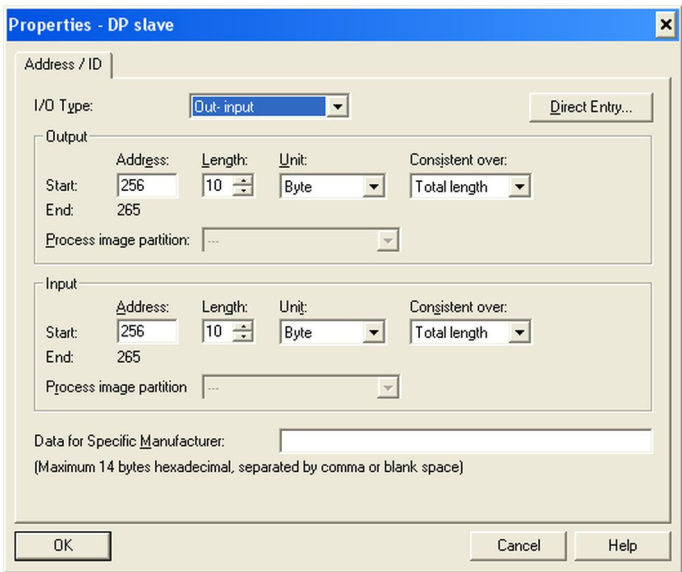 Properties - DP slave
Address / ID
I/O Type: Out- input Direct Entry...
Output
Address: Length: Unit: Consistent over:
Start: 256 10 Byte Total length
End: 265
Process image partition: ---
Input
Address: Length: Unit: Consistent over:
Start: 256 10 Byte Total length
End: 265
Process image partition ---
Data for Specific Manufacturer:
(Maximum 14 bytes hexadecimal, separated by comma or blank space)
OK Cancel Help